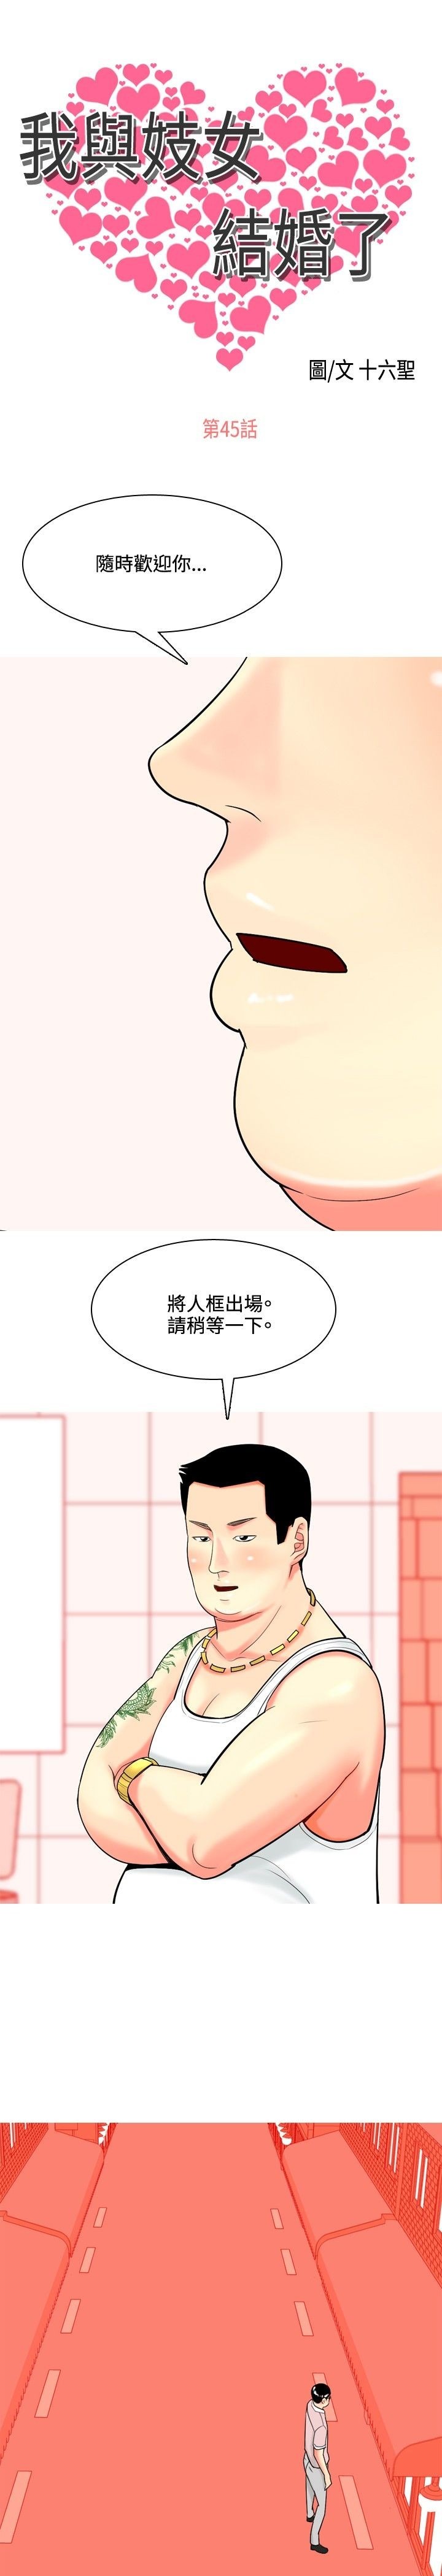 我與妓女
結婚了
圖/文 十六聖
第45話
隨時歡迎你...
將人框出場。
請稍等一下。